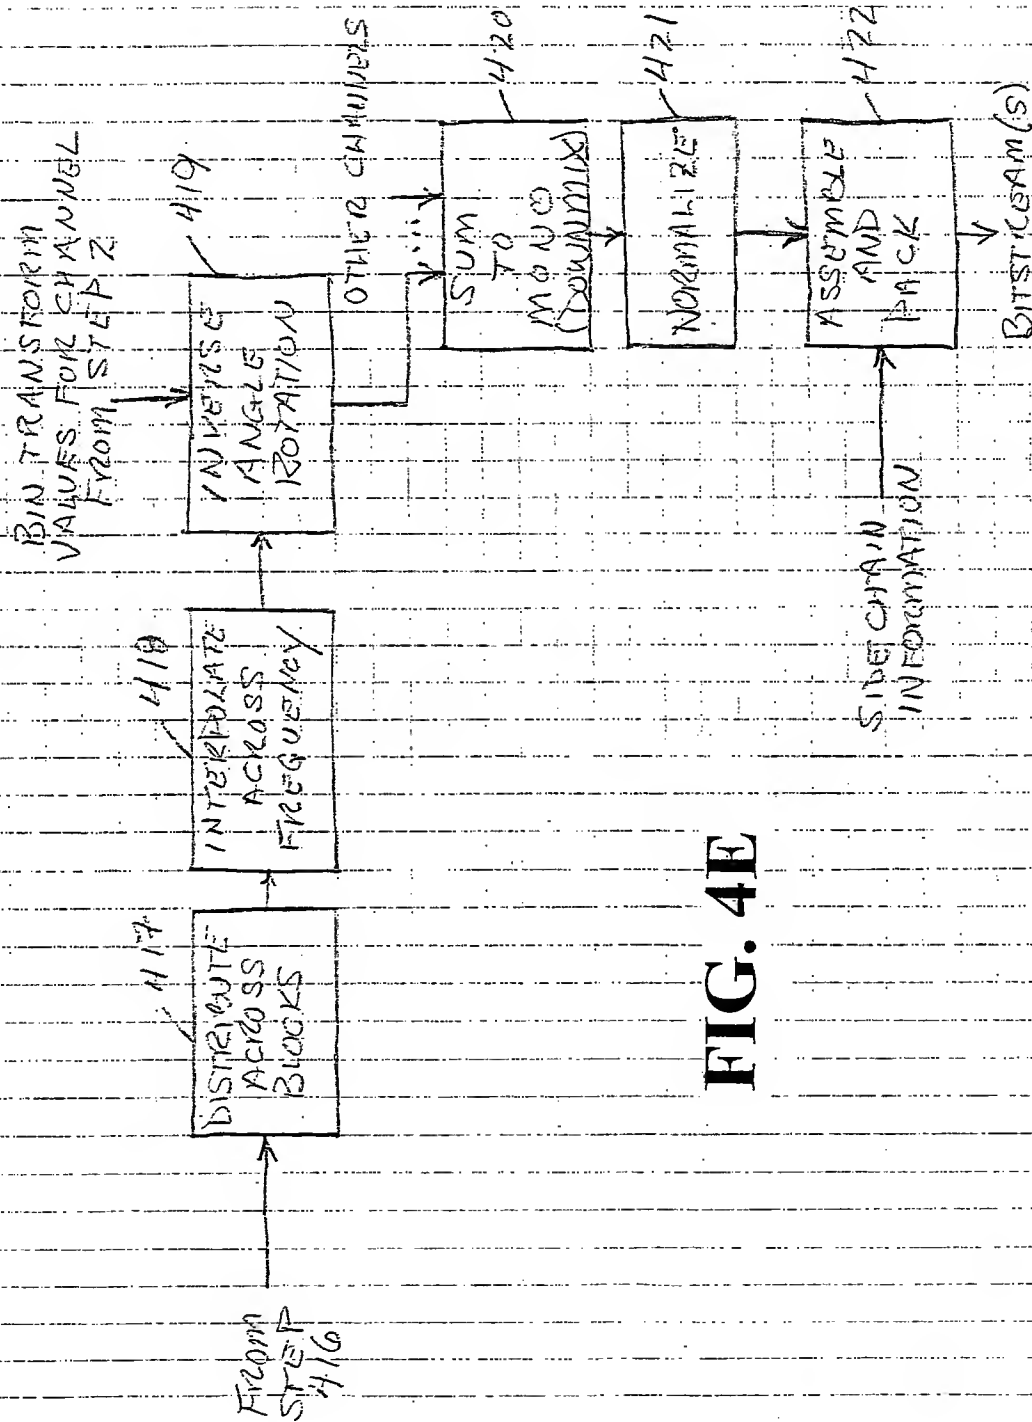 FROM
STEP
416
417
DISTRIBUTE
ACROSS
BLOCKS
418
INTERPOLATE
ACROSS
FREQUENCY
BIN TRANSFORM
VALUES FOR CHANNEL
FROM STEP 2
419
INVERSE
ANGLE
ROTATION
OTHER CHANNELS
420
SUM
TO
MONO
(DOWNMIX)
421
NORMALIZE
422
ASSEMBLE
AND
PACK
SIDECHAIN
INFORMATION
BITSTREAM(S)
FIG. 4E